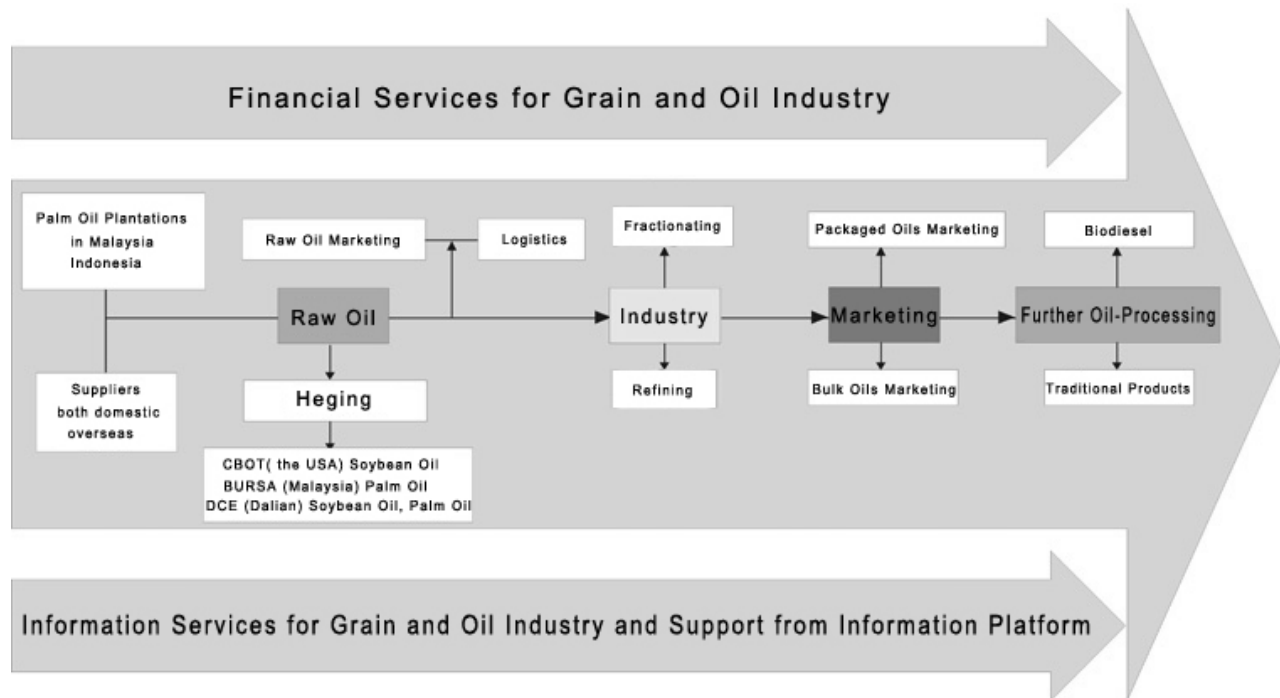 Financial Services for Grain and Oil Industry
Palm Oil Plantations
in Malaysia
Indonesia
Raw Oil Marketing
Logistics
Fractionating
Packaged Oils Marketing
Biodiesel
Raw Oil
Industry
Marketing
Further Oil-Processing
Suppliers
both domestic
overseas
Heging
Refining
Bulk Oils Marketing
Traditional Products
CBOT( the USA) Soybean Oil
BURSA (Malaysia) Palm Oil
DCE (Dalian) Soybean Oil, Palm Oil
Information Services for Grain and Oil Industry and Support from Information Platform